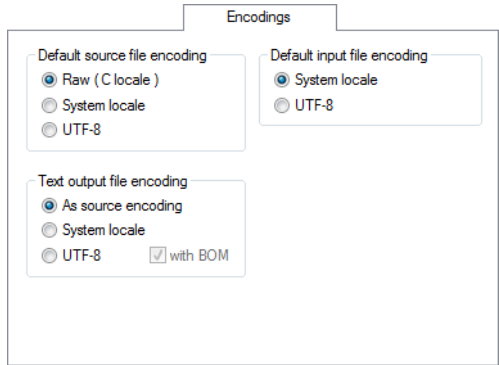 Encodings
Default source file encoding
Raw ( C locale )
System locale
UTF-8
Default input file encoding
System locale
UTF-8
Text output file encoding
As source encoding
System locale
UTF-8 with BOM